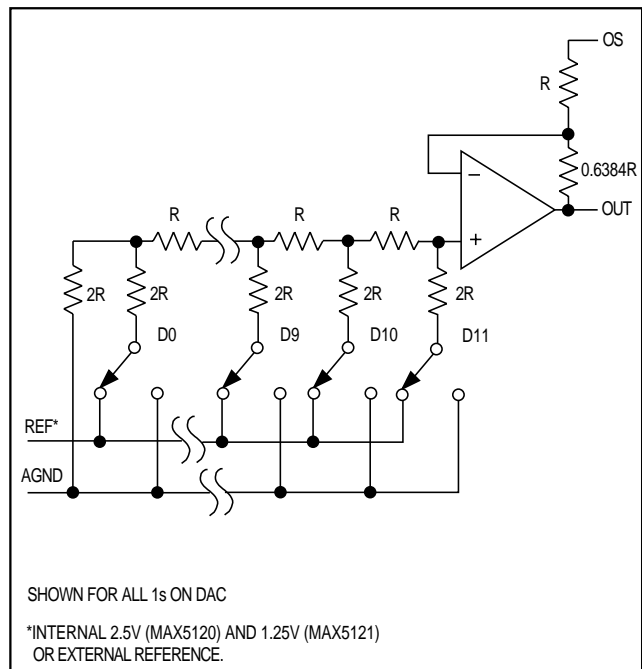 OS
R
0.6384R
OUT
–
+
R R R
2R 2R 2R 2R 2R
D0 D9 D10 D11
REF*
AGND
SHOWN FOR ALL 1s ON DAC
*INTERNAL 2.5V (MAX5120) AND 1.25V (MAX5121)
OR EXTERNAL REFERENCE.